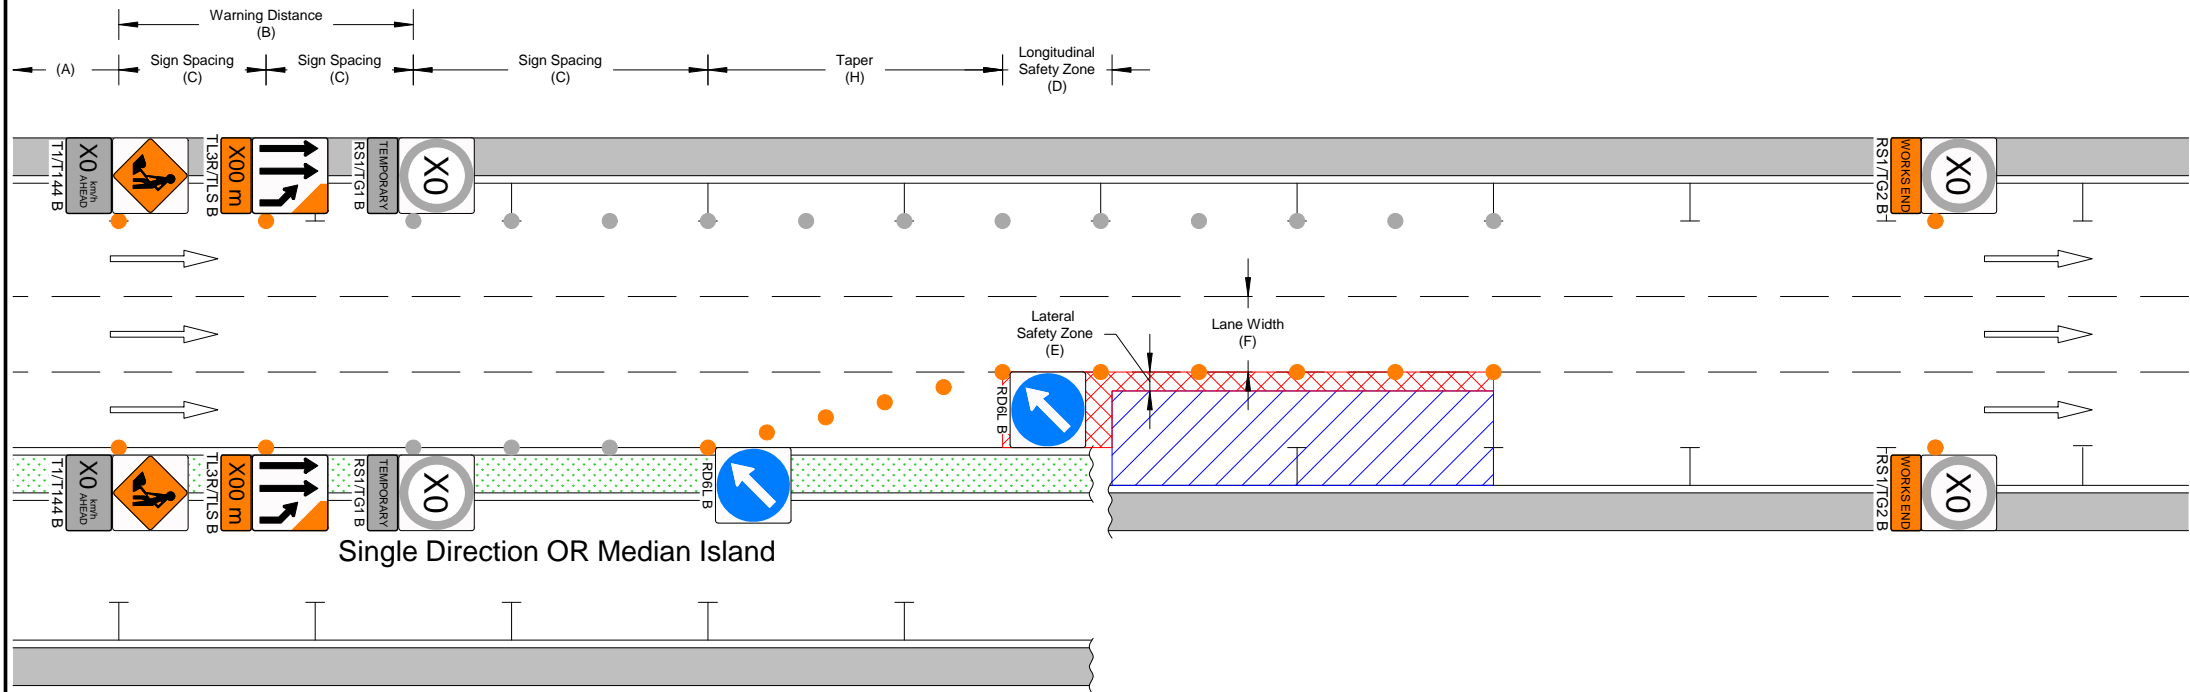 Warning Distance
(B)
(A)
Sign Spacing
(C)
Sign Spacing
(C)
Sign Spacing
(C)
Taper
(H)
Longitudinal
Safety Zone
(D)
T1/T144 B
X0 km/h AHEAD
TL3R/TLS B
X00 m
RS1/TG1 B
TEMPORARY
X0
RS1/TG2 B
WORKS END
X0
Lateral
Safety Zone
(E)
Lane Width
(F)
RD6L B
T1/T144 B
X0 km/h AHEAD
TL3R/TLS B
X00 m
RS1/TG1 B
TEMPORARY
X0
RD6L B
RS1/TG2 B
WORKS END
X0
Single Direction OR Median Island